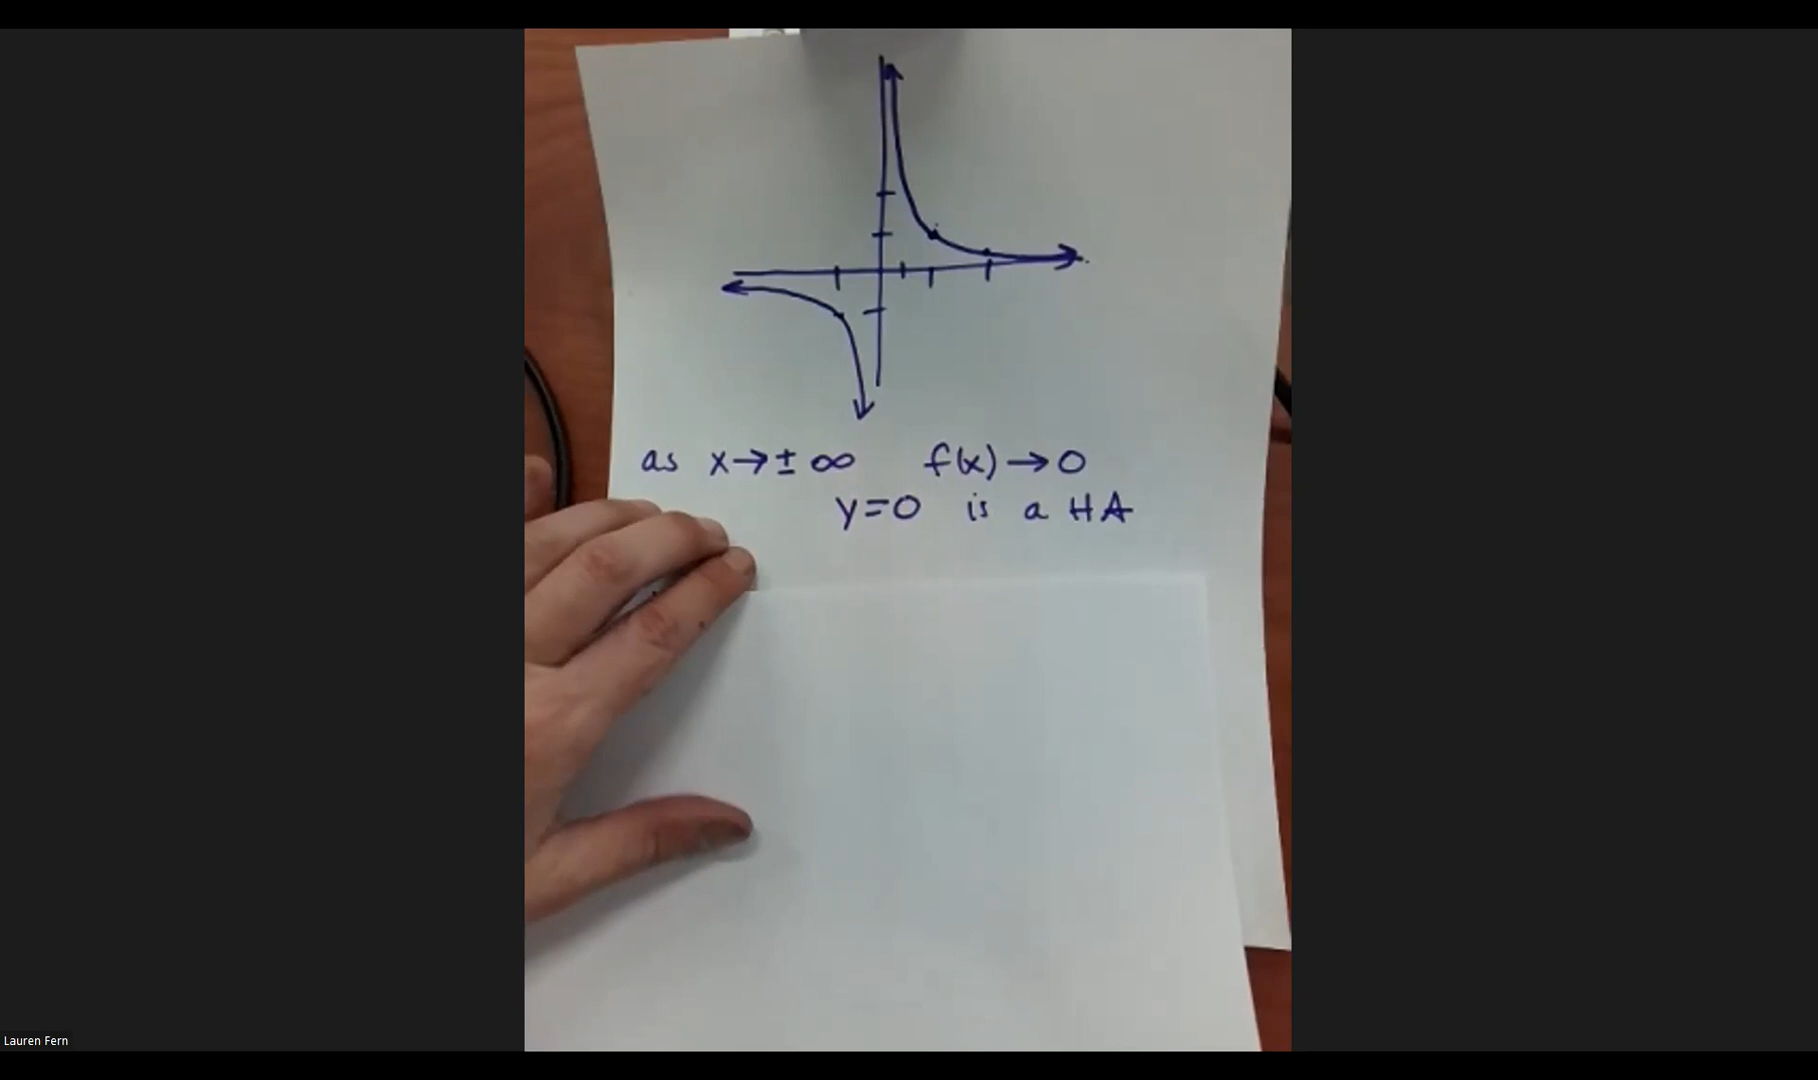 as x→± ∞ f(x)→0
y=0 is a HA
Lauren Fern